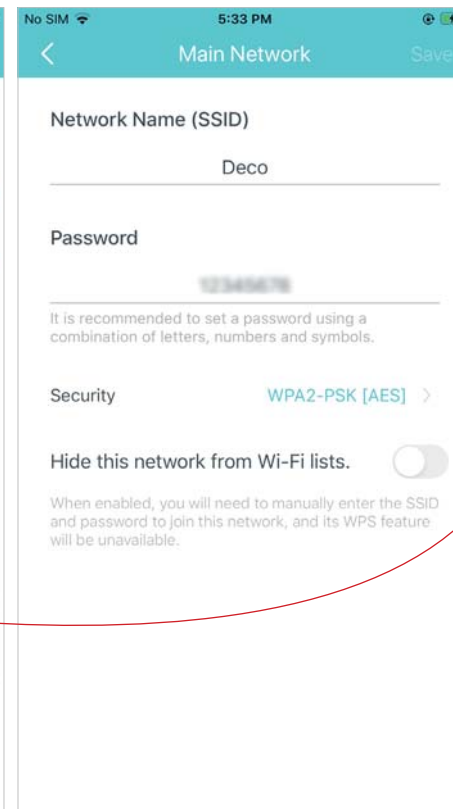 No SIM 5:33 PM
Main Network Save
Network Name (SSID)
Deco
Password
12345678
It is recommended to set a password using a
combination of letters, numbers and symbols.
Security WPA2-PSK [AES]
Hide this network from Wi-Fi lists.
When enabled, you will need to manually enter the SSID
and password to join this network, and its WPS feature
will be unavailable.